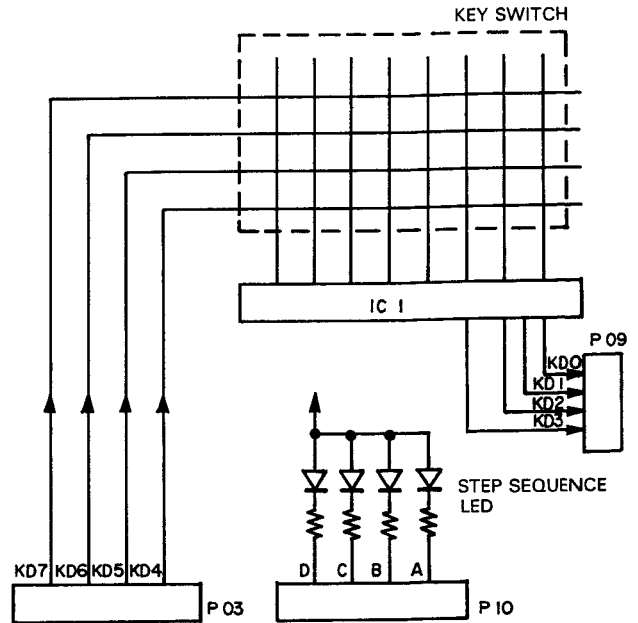 KEY SWITCH
IC 1
P 09
KD0
KD1
KD2
KD3
STEP SEQUENCE
LED
D C B A
KD7 KD6 KD5 KD4
P 03
P 10